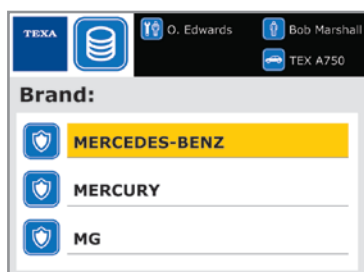 TEXA
O. Edwards
Bob Marshall
TEX A750
Brand:
MERCEDES-BENZ
MERCURY
MG